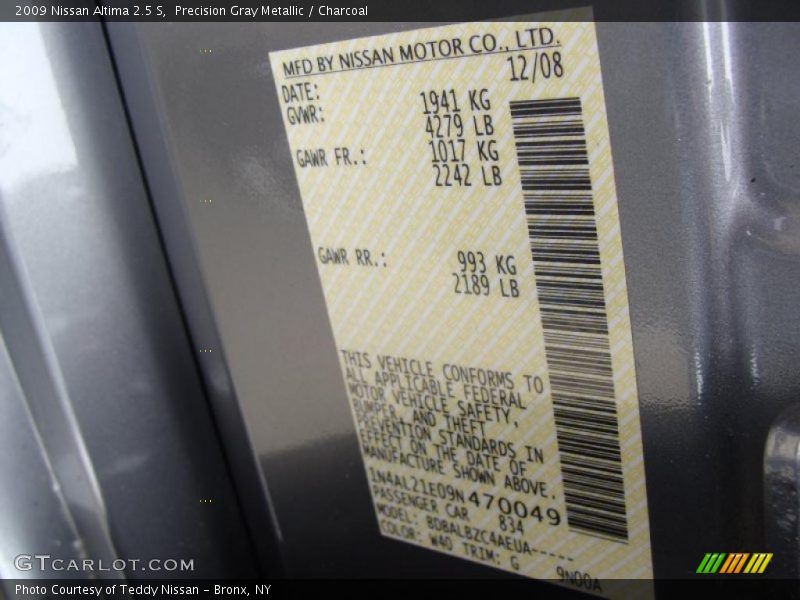 2009 Nissan Altima 2.5 S, Precision Gray Metallic / Charcoal
MFD BY NISSAN MOTOR CO., LTD.
DATE: 12/08
GVWR: 1941 KG
4279 LB
GAWR FR.: 1017 KG
2242 LB
GAWR RR.: 993 KG
2189 LB
THIS VEHICLE CONFORMS TO
ALL APPLICABLE FEDERAL
MOTOR VEHICLE SAFETY,
BUMPER, AND THEFT
PREVENTION STANDARDS IN
EFFECT ON THE DATE OF
MANUFACTURE SHOWN ABOVE.
1N4AL21E09N470049
PASSENGER CAR 834
MODEL: BDBALBZC4AEUA-----
COLOR: W40 TRIM: G
9N00A
GTCARLOT.COM
Photo Courtesy of Teddy Nissan – Bronx, NY